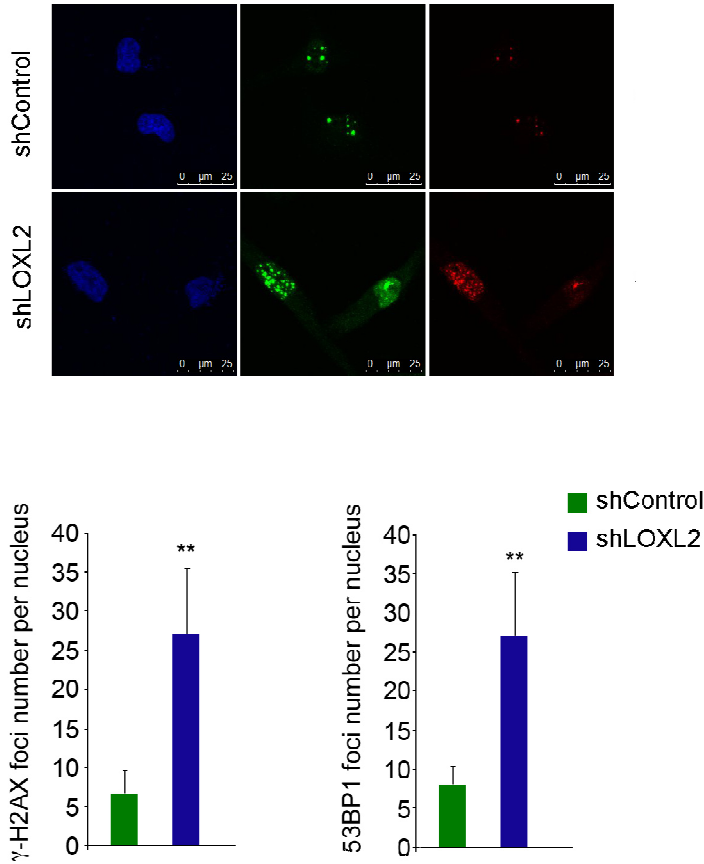 shControl
0 µm 25
0 µm 25
0 µm 25
shLOXL2
0 µm 25
0 µm 25
0 µm 25
shControl
shLOXL2
γ-H2AX foci number per nucleus
40
35
30
25
20
15
10
5
0
**
53BP1 foci number per nucleus
40
35
30
25
20
15
10
5
0
**